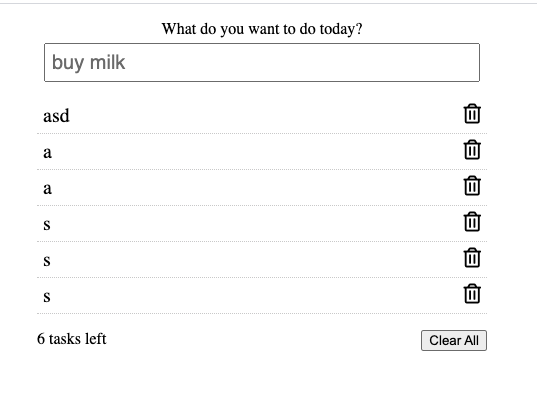 What do you want to do today?
buy milk
asd
a
a
s
s
s
6 tasks left Clear All